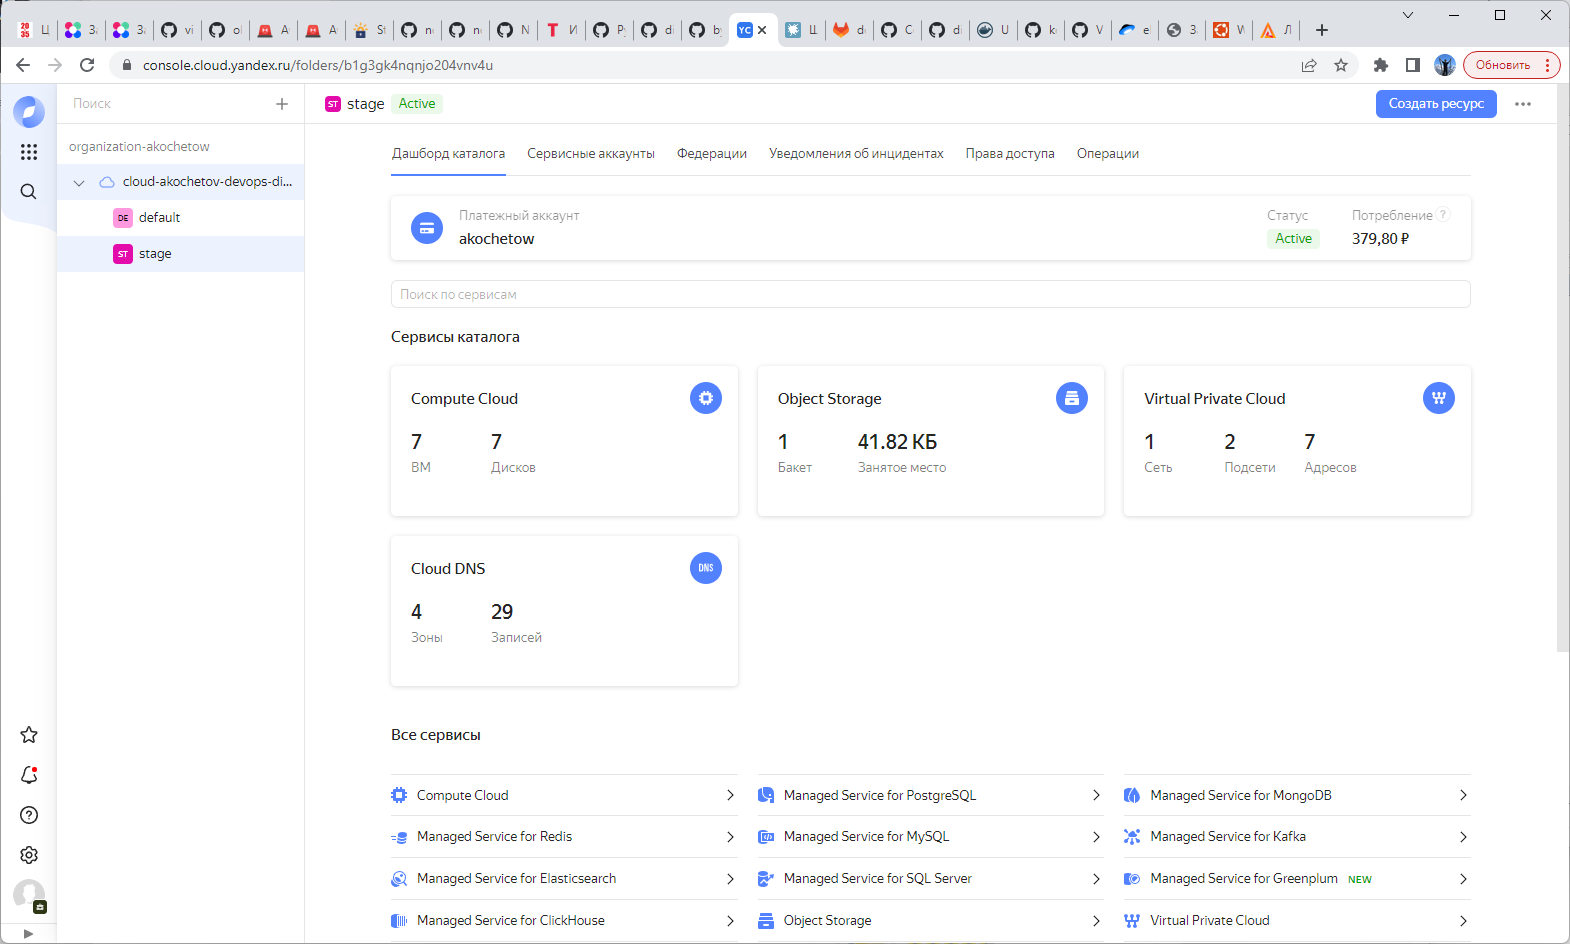 Обновить
console.cloud.yandex.ru/folders/b1g3gk4nqnjo204vnv4u
Поиск
organization-akochetow
cloud-akochetov-devops-di...
DE default
ST stage
ST stage Active
Создать ресурс
Дашборд каталога Сервисные аккаунты Федерации Уведомления об инцидентах Права доступа Операции
Платежный аккаунт
akochetow
Статус
Active
Потребление ?
379,80 ₽
Поиск по сервисам
Сервисы каталога
Compute Cloud
7 7
ВМ Дисков
Object Storage
1 41.82 КБ
Бакет Занятое место
Virtual Private Cloud
1 2 7
Сеть Подсети Адресов
Cloud DNS
DNS
4 29
Зоны Записей
Все сервисы
Compute Cloud
Managed Service for PostgreSQL
Managed Service for MongoDB
Managed Service for Redis
Managed Service for MySQL
Managed Service for Kafka
Managed Service for Elasticsearch
Managed Service for SQL Server
Managed Service for Greenplum NEW
Managed Service for ClickHouse
Object Storage
Virtual Private Cloud